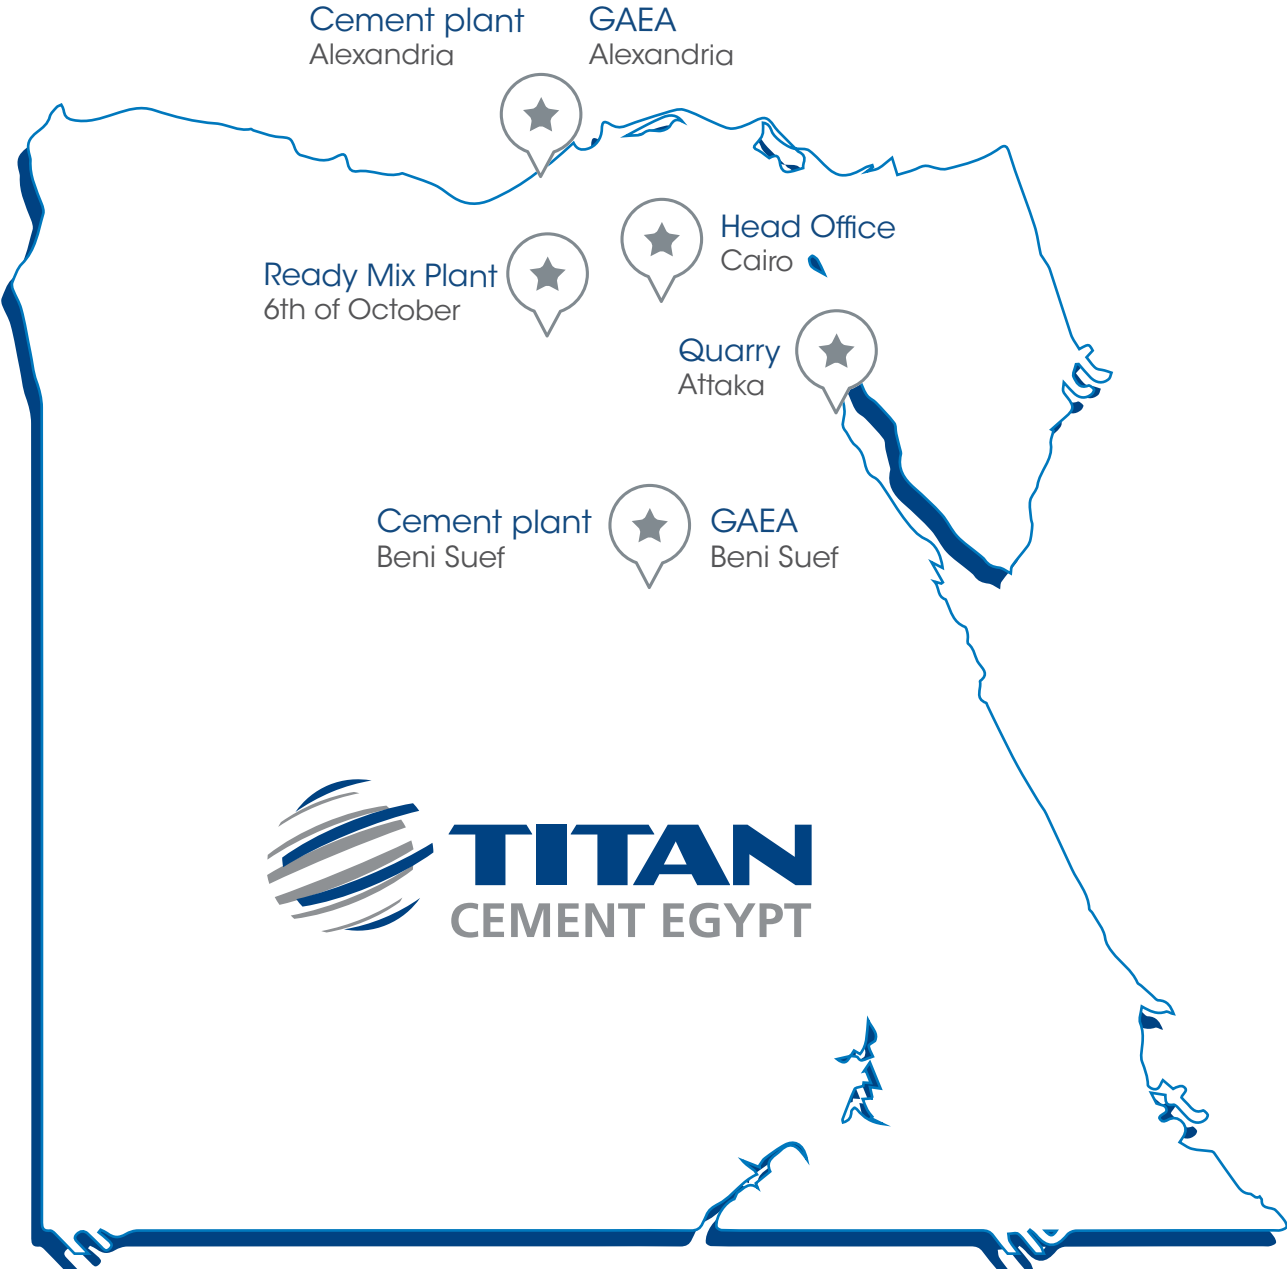 Cement plant
Alexandria
GAEA
Alexandria
Head Office
Cairo
Ready Mix Plant
6th of October
Quarry
Attaka
Cement plant
Beni Suef
GAEA
Beni Suef
TITAN
CEMENT EGYPT